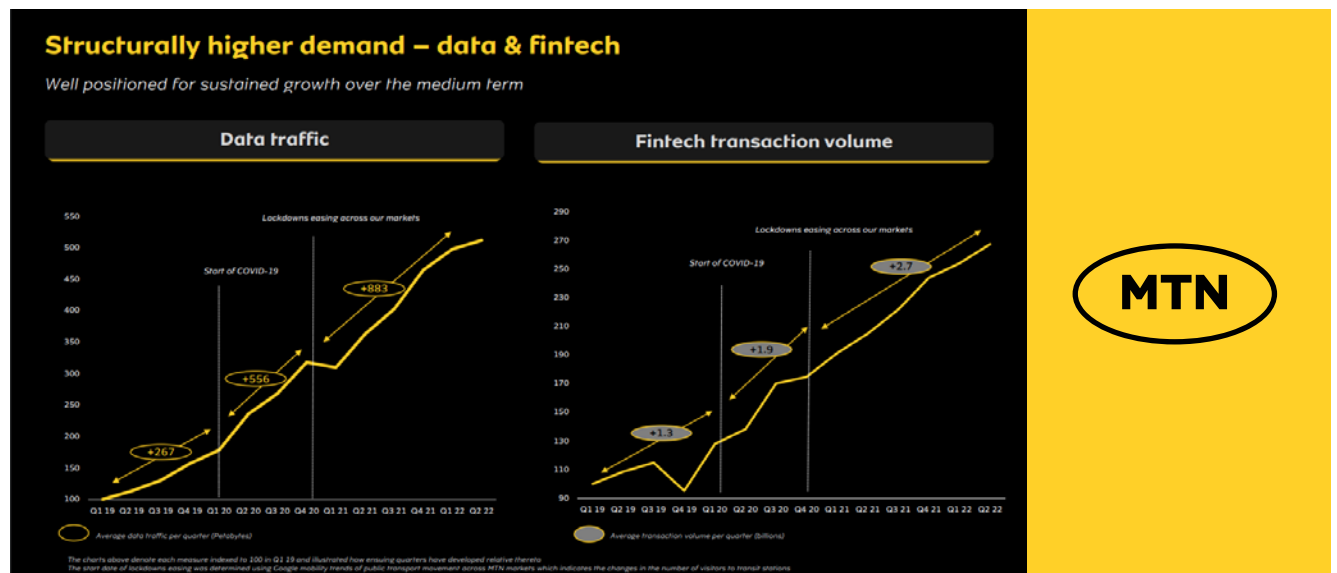 Structurally higher demand – data & fintech
Well positioned for sustained growth over the medium term
Data traffic
550
500
450
400
350
300
250
200
150
100
Lockdowns easing across our markets
Start of COVID-19
+883
+556
+267
Q1 19 Q2 19 Q3 19 Q4 19 Q1 20 Q2 20 Q3 20 Q4 20 Q1 21 Q2 21 Q3 21 Q4 21 Q1 22 Q2 22
Average data traffic per quarter (Petabytes)
Fintech transaction volume
290
270
250
230
210
190
170
150
130
110
90
Lockdowns easing across our markets
Start of COVID-19
+2.7
+1.9
+1.3
Q1 19 Q2 19 Q3 19 Q4 19 Q1 20 Q2 20 Q3 20 Q4 20 Q1 21 Q2 21 Q3 21 Q4 21 Q1 22 Q2 22
Average transaction volume per quarter (billions)
The charts above denote each measure indexed to 100 in Q1 19 and illustrated how ensuing quarters have developed relative thereto
The start date of lockdowns easing was determined using Google mobility trends of public transport movement across MTN markets which indicates the changes in the number of visitors to transit stations
MTN